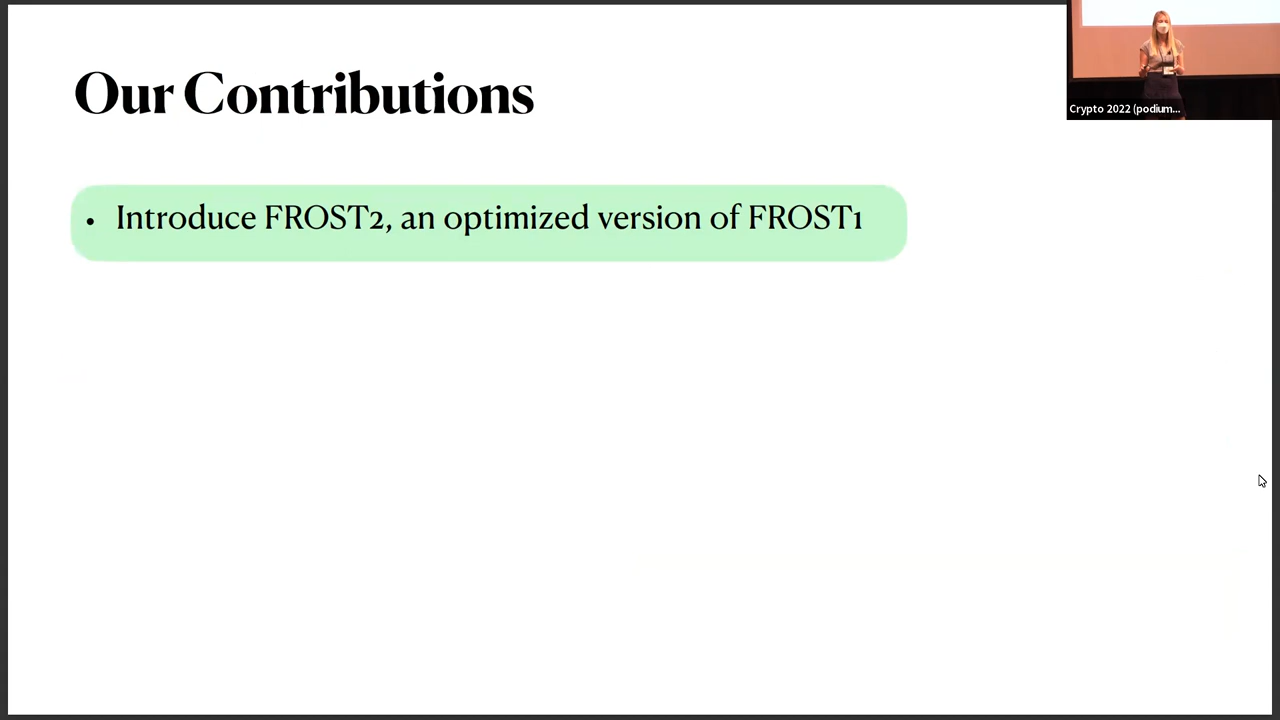 Our Contributions
• Introduce FROST2, an optimized version of FROST1
Crypto 2022 (podium...